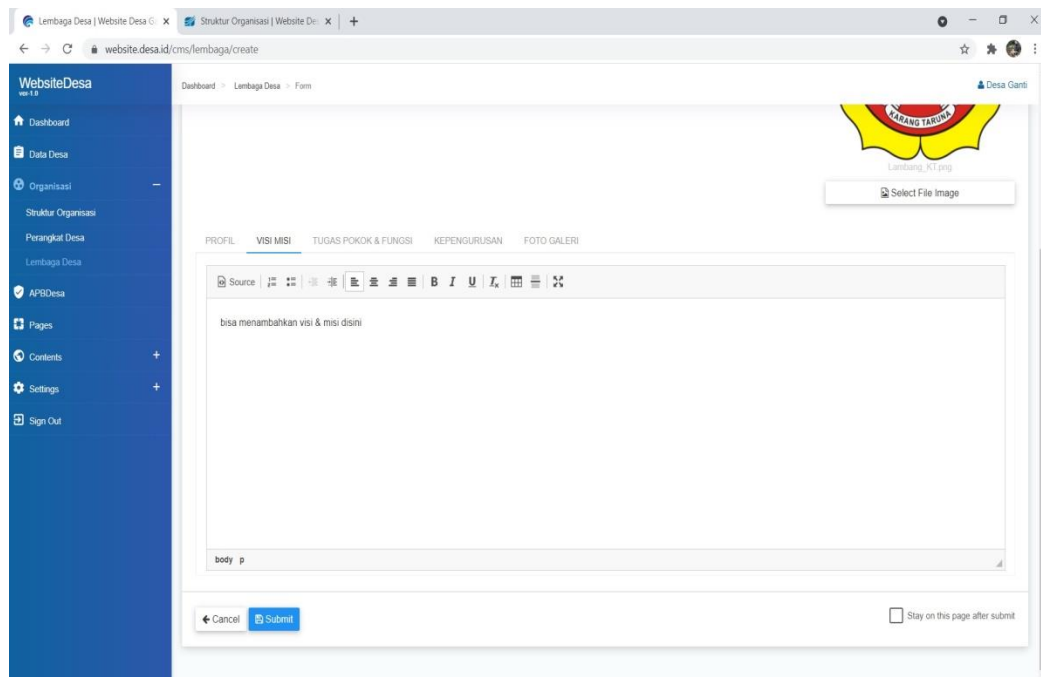 Lembaga Desa | Website Desa G
Struktur Organisasi | Website De
website.desa.id/cms/lembaga/create
WebsiteDesa
ver-1.0
Dashboard > Lembaga Desa > Form
Desa Ganti
Dashboard
Data Desa
Organisasi
Struktur Organisasi
Perangkat Desa
Lembaga Desa
APBDesa
Pages
Contents
Settings
Sign Out
KARANG TARUNA
Lambang_KT.png
Select File Image
PROFIL VISI MISI TUGAS POKOK & FUNGSI KEPENGURUSAN FOTO GALERI
Source B I U Ix
bisa menambahkan visi & misi disini
body p
Cancel Submit
Stay on this page after submit